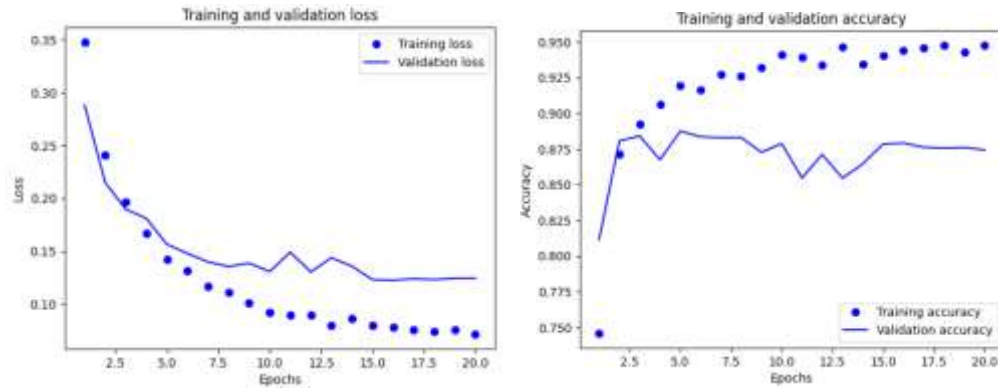 Training and validation loss
0.35
0.30
0.25
0.20
0.15
0.10
Loss
Training loss
Validation loss
2.5 5.0 7.5 10.0 12.5 15.0 17.5 20.0
Epochs
Training and validation accuracy
0.950
0.925
0.900
0.875
0.850
0.825
0.800
0.775
0.750
Accuracy
Training accuracy
Validation accuracy
2.5 5.0 7.5 10.0 12.5 15.0 17.5 20.0
Epochs